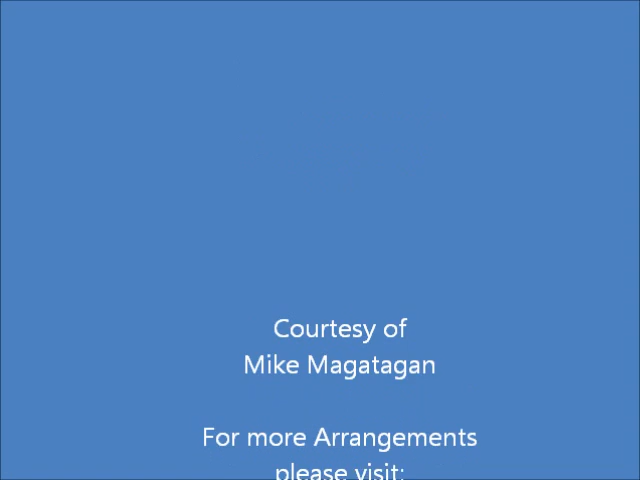 Courtesy of
Mike Magatagan
For more Arrangements
please visit: